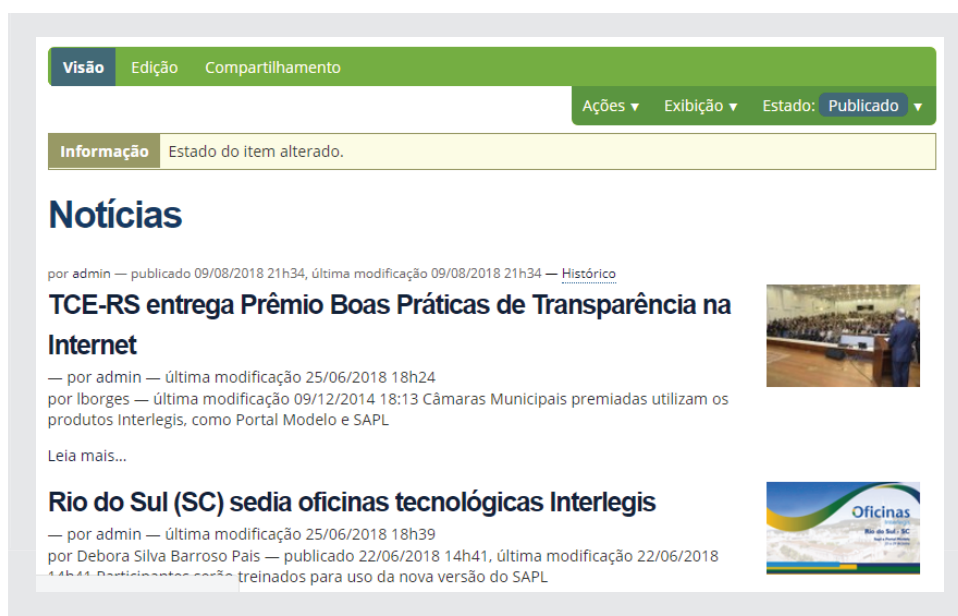 Visão Edição Compartilhamento
Ações ▾ Exibição ▾ Estado: Publicado ▾
Informação Estado do item alterado.
Notícias
por admin — publicado 09/08/2018 21h34, última modificação 09/08/2018 21h34 — Histórico
TCE-RS entrega Prêmio Boas Práticas de Transparência na
Internet
— por admin — última modificação 25/06/2018 18h24
por lborges — última modificação 09/12/2014 18:13 Câmaras Municipais premiadas utilizam os
produtos Interlegis, como Portal Modelo e SAPL
Leia mais...
Rio do Sul (SC) sedia oficinas tecnológicas Interlegis
Oficinas
Interlegis
Rio do Sul - SC
— por admin — última modificação 25/06/2018 18h39
por Debora Silva Barroso Pais — publicado 22/06/2018 14h41, última modificação 22/06/2018
14h41 Participantes serão treinados para uso da nova versão do SAPL